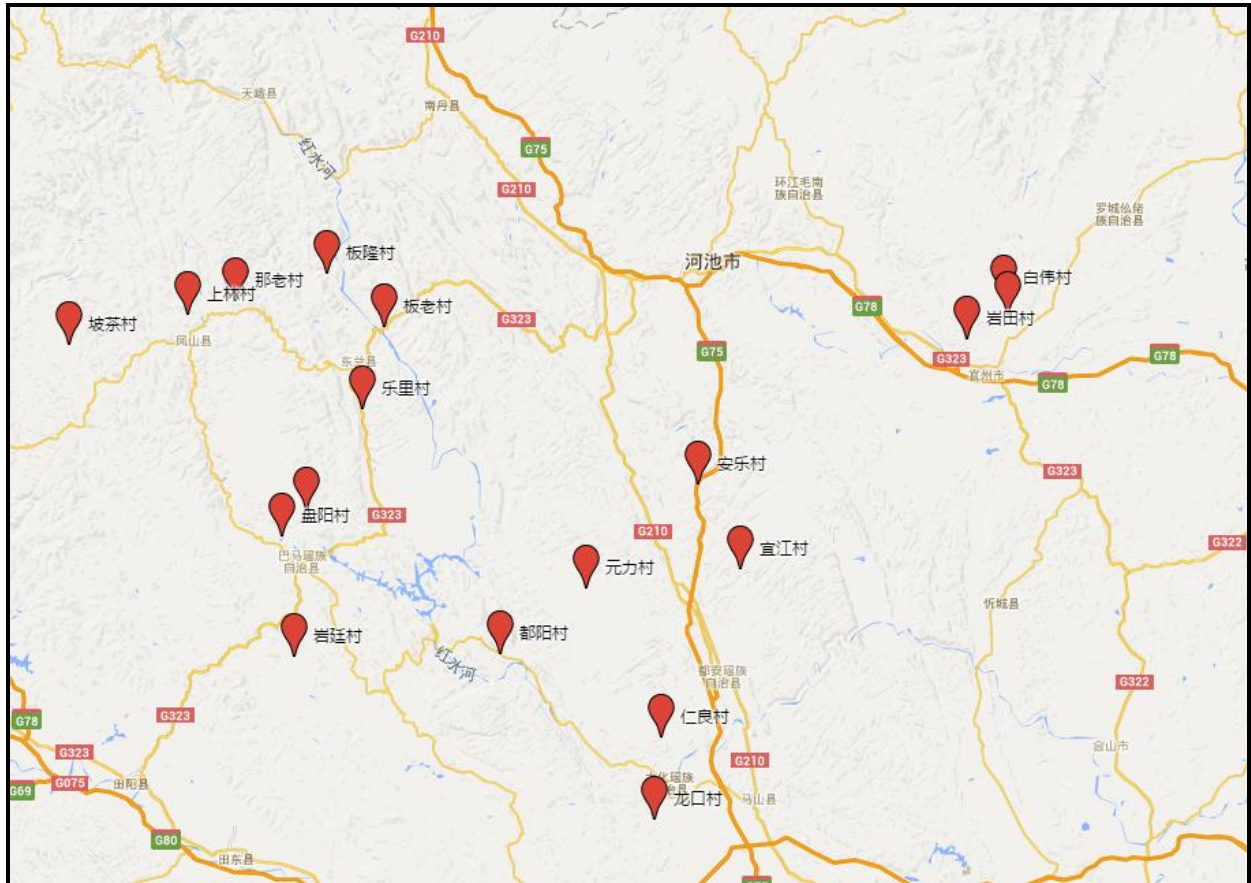 G210
天峨县
南丹县
红水河
G75
G210
环江毛南
族自治县
罗城仫佬
族自治县
板隆村
河池市
那老村
上林村
白伟村
板老村
G78
岩田村
坡茶村
G323
凤山县
东兰县
G75
G323
G78
宜州市
G78
乐里村
安乐村
G323
盘阳村
G323
G210
G322
宜江村
巴马瑶族
自治县
元力村
忻城县
都阳村
岩廷村
红水河
都安瑶族
自治县
G322
G323
仁良村
G78
G323
合山市
G210
G075
田阳县
G69
大化瑶族
治县
龙口村
马山县
G80
田东县